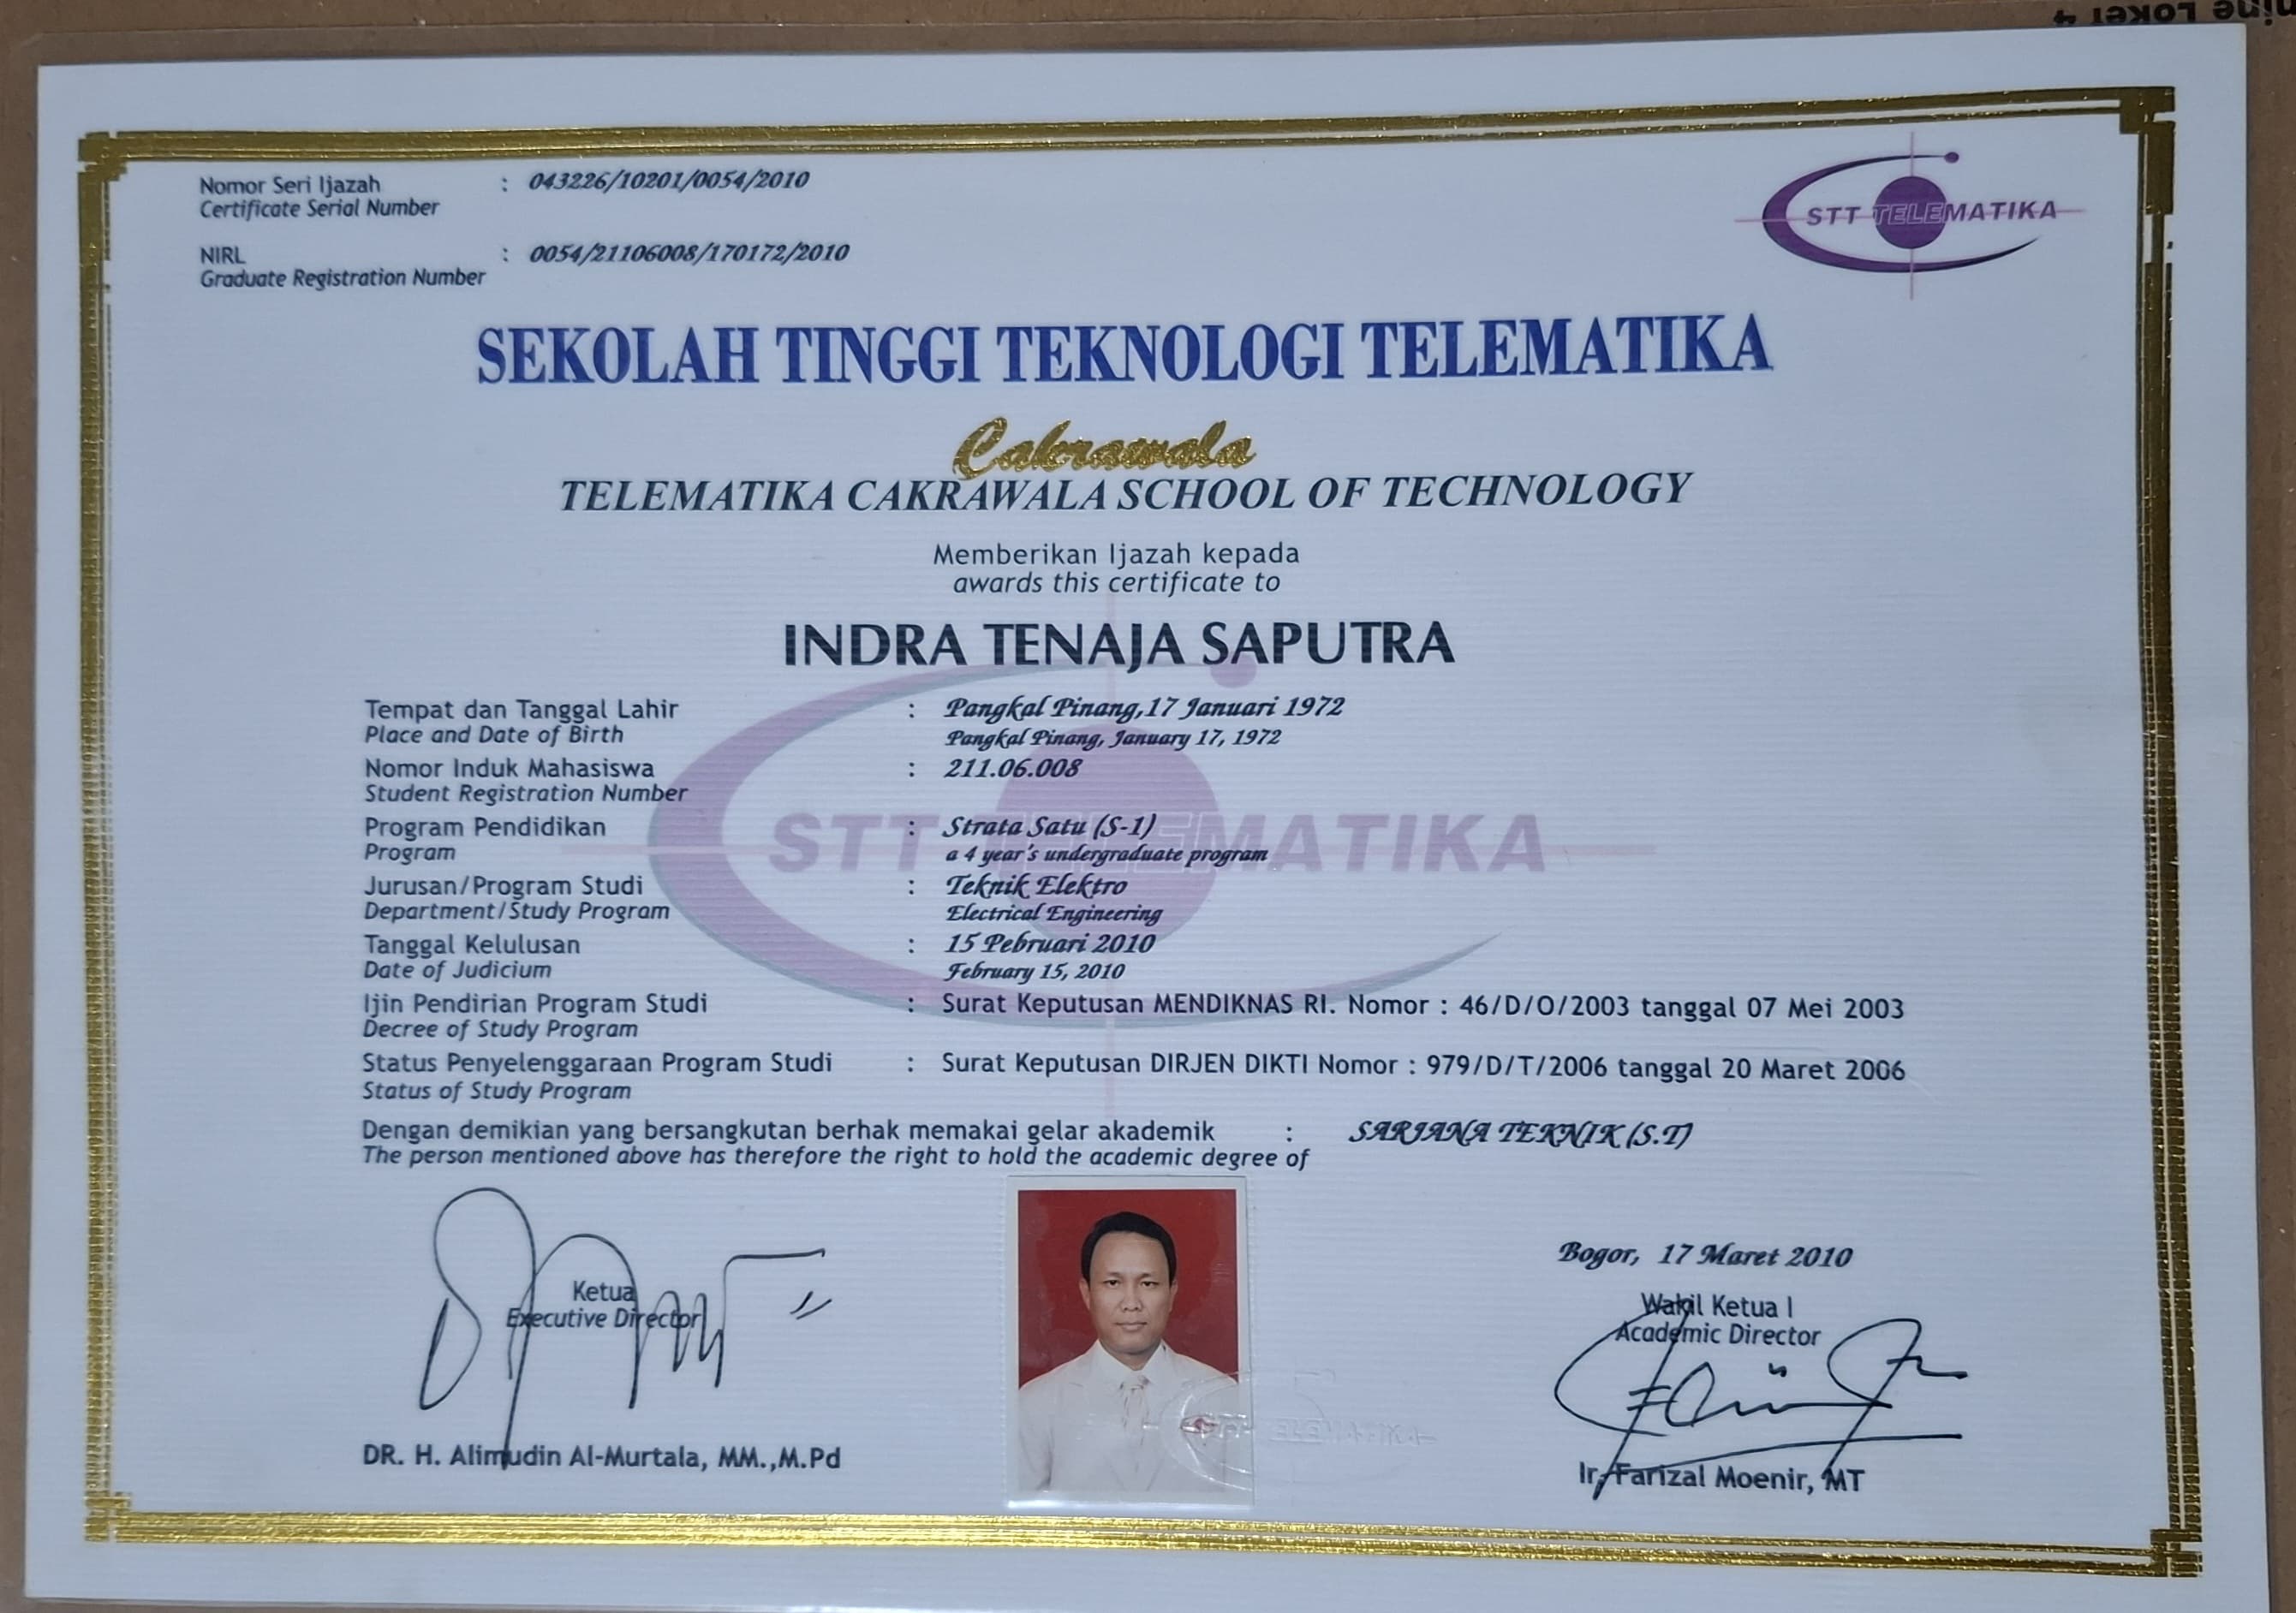 ine Loker 4
Nomor Seri Ijazah : 043226/10201/0054/2010
Certificate Serial Number
NIRL : 0054/21106008/170172/2010
Graduate Registration Number
STT TELEMATIKA
SEKOLAH TINGGI TEKNOLOGI TELEMATIKA
Cakrawala
TELEMATIKA CAKRAWALA SCHOOL OF TECHNOLOGY
Memberikan Ijazah kepada
awards this certificate to
INDRA TENAJA SAPUTRA
Tempat dan Tanggal Lahir : Pangkal Pinang,17 Januari 1972
Place and Date of Birth Pangkal Pinang, January 17, 1972
Nomor Induk Mahasiswa : 211.06.008
Student Registration Number
STT TELEMATIKA
Program Pendidikan : Strata Satu (S-1)
Program a 4 year's undergraduate program
Jurusan/Program Studi : Teknik Elektro
Department/Study Program Electrical Engineering
Tanggal Kelulusan : 15 Pebruari 2010
Date of Judicium February 15, 2010
Ijin Pendirian Program Studi : Surat Keputusan MENDIKNAS RI. Nomor : 46/D/O/2003 tanggal 07 Mei 2003
Decree of Study Program
Status Penyelenggaraan Program Studi : Surat Keputusan DIRJEN DIKTI Nomor : 979/D/T/2006 tanggal 20 Maret 2006
Status of Study Program
Dengan demikian yang bersangkutan berhak memakai gelar akademik : SARJANA TEKNIK (S.T)
The person mentioned above has therefore the right to hold the academic degree of
Bogor, 17 Maret 2010
Ketua
Executive Director
Wakil Ketua I
Academic Director
DR. H. Alimudin Al-Murtala, MM.,M.Pd
Ir. Farizal Moenir, MT